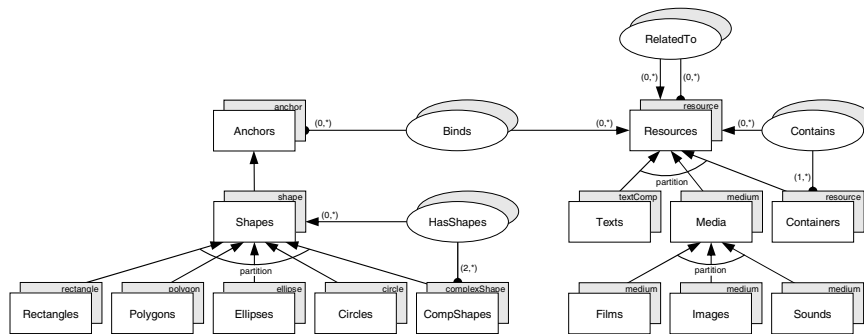 RelatedTo
(0,*) (0,*)
anchor
Anchors
(0,*)
Binds
(0,*)
resource
Resources
(0,*)
Contains
partition
(1,*)
shape
Shapes
(0,*)
HasShapes
textComp
Texts
medium
Media
resource
Containers
partition
(2,*)
partition
rectangle
Rectangles
polygon
Polygons
ellipse
Ellipses
circle
Circles
complexShape
CompShapes
medium
Films
medium
Images
medium
Sounds